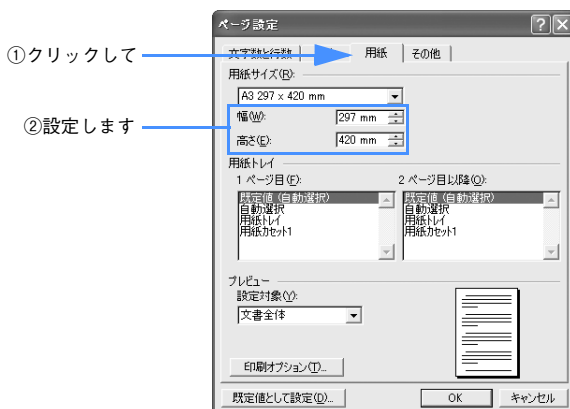 ページ設定
①クリックして
文字数と行数
用紙
その他
用紙サイズ(R):
A3 297 x 420 mm
②設定します
幅(W):
297 mm
高さ(E):
420 mm
用紙トレイ
1 ページ目(F):
2 ページ目以降(O):
既定値 (自動選択)
自動選択
用紙トレイ
用紙カセット1
既定値 (自動選択)
自動選択
用紙トレイ
用紙カセット1
プレビュー
設定対象(Y):
文書全体
印刷オプション(T)...
既定値として設定(D)...
OK
キャンセル